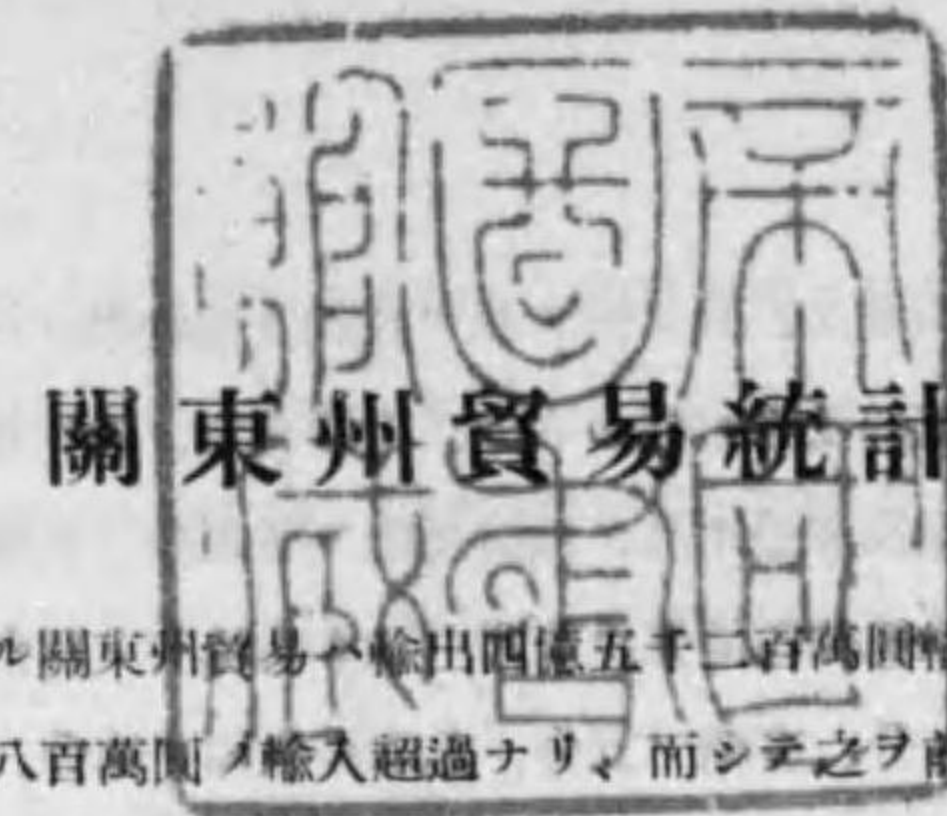 關東州貿易統計
ル關東州貿易ハ輸出四億五千二百萬圓輸
八百萬圓ノ輸入超過ナリ、而シテ之ヲ前